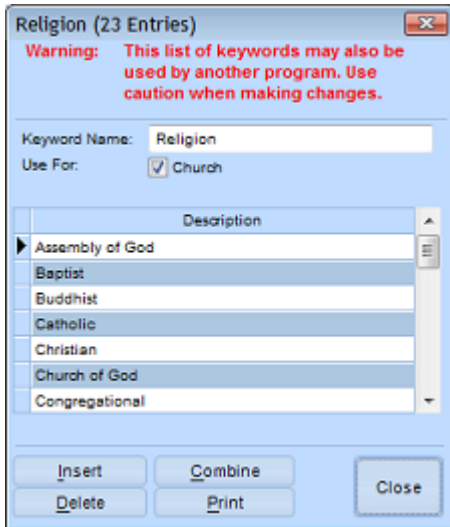 Religion (23 Entries)
Warning: This list of keywords may also be
used by another program. Use
caution when making changes.
Keyword Name: Religion
Use For: Church
Description
Assembly of God
Baptist
Buddhist
Catholic
Christian
Church of God
Congregational
Insert Combine
Close
Delete Print